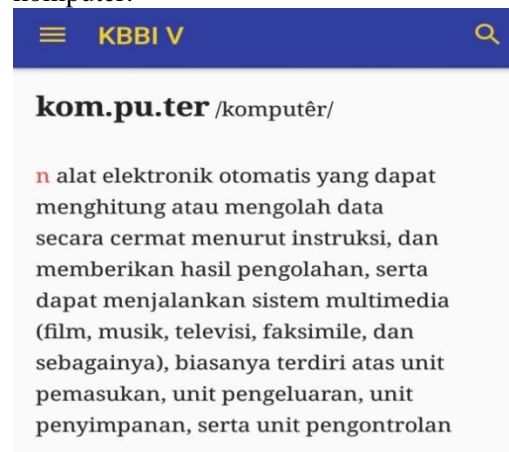 KBBI V
kom.pu.ter /komputêr/
n alat elektronik otomatis yang dapat
menghitung atau mengolah data
secara cermat menurut instruksi, dan
memberikan hasil pengolahan, serta
dapat menjalankan sistem multimedia
(film, musik, televisi, faksimile, dan
sebagainya), biasanya terdiri atas unit
pemasukan, unit pengeluaran, unit
penyimpanan, serta unit pengontrolan